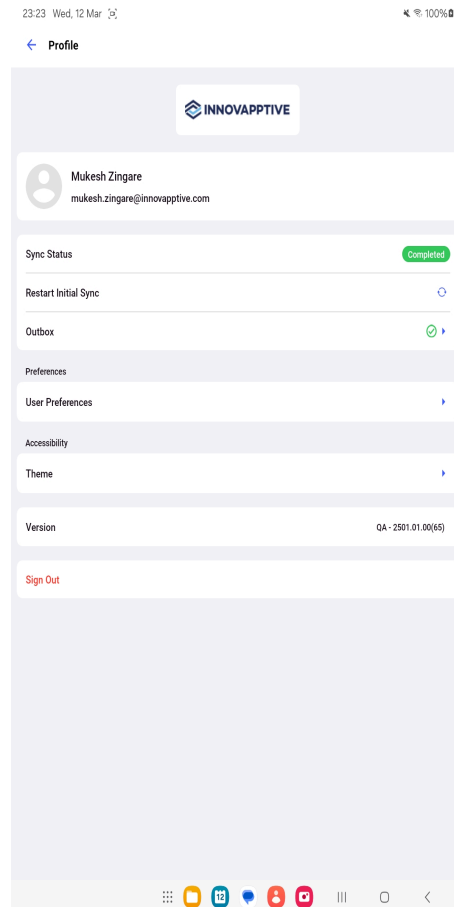 23:23 Wed, 12 Mar 100%
Profile
INNOVAPPTIVE
Mukesh Zingare
mukesh.zingare@innovapptive.com
Sync Status Completed
Restart Initial Sync
Outbox
Preferences
User Preferences
Accessibility
Theme
Version QA - 2501.01.00(65)
Sign Out
12